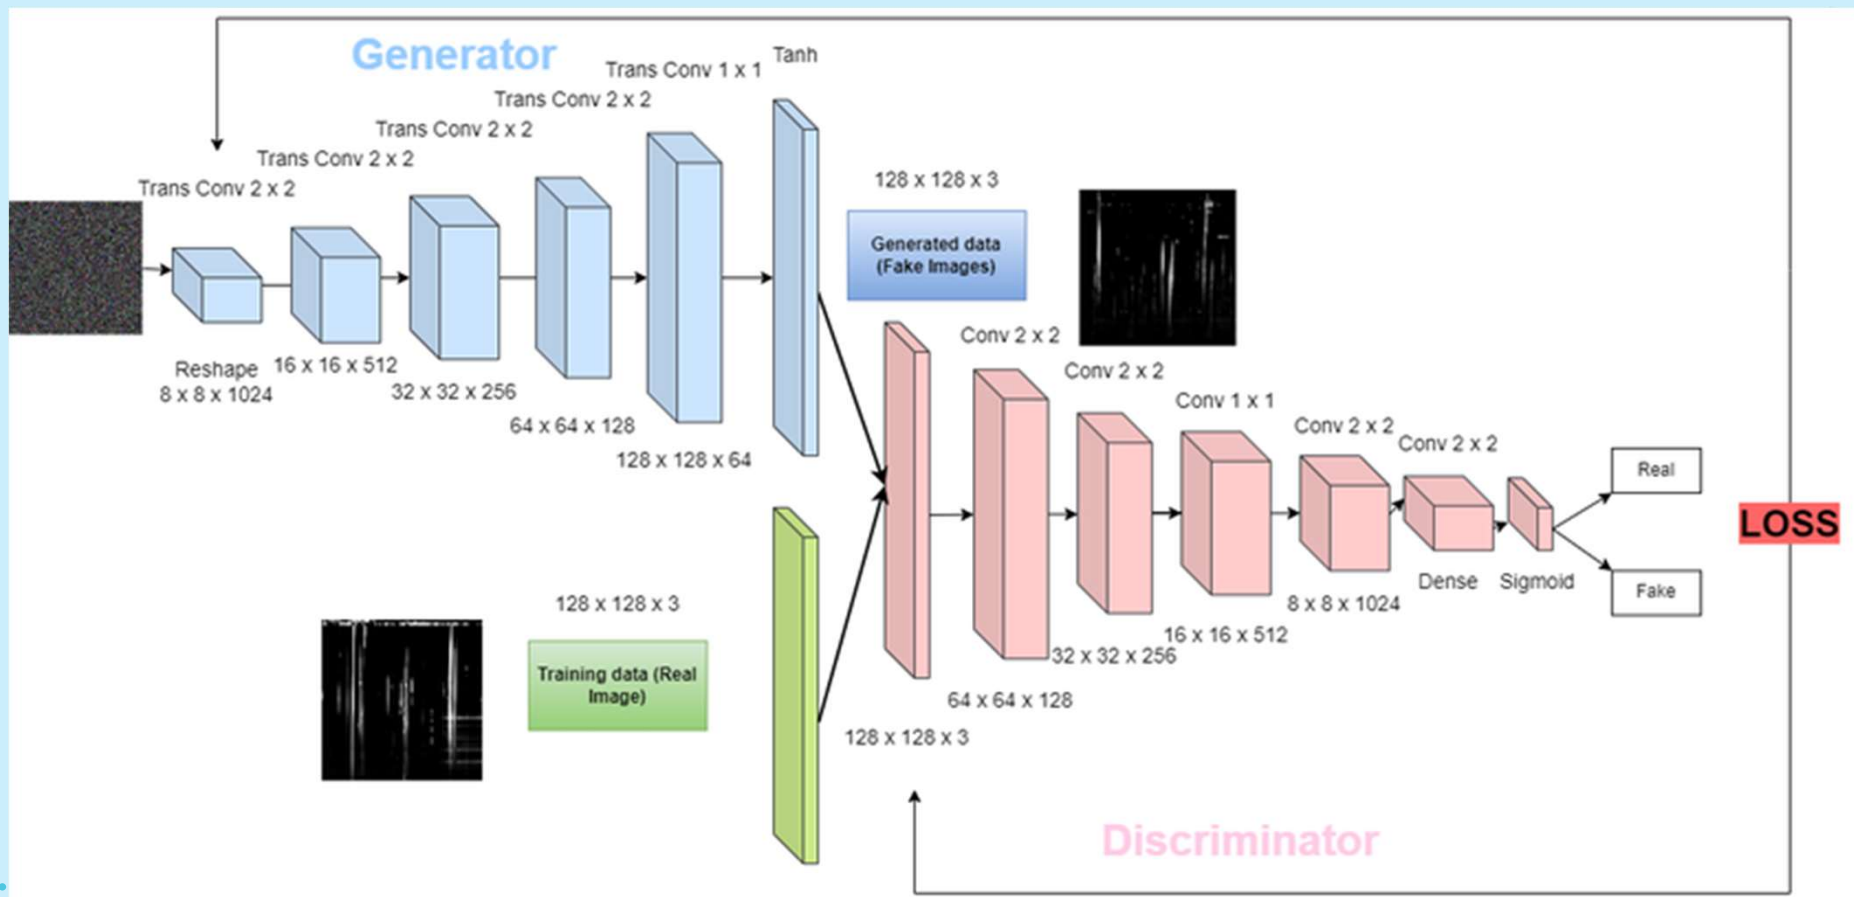 Generator
Tanh
Trans Conv 1 x 1
Trans Conv 2 x 2
Trans Conv 2 x 2
Trans Conv 2 x 2
Trans Conv 2 x 2
Reshape
8 x 8 x 1024
16 x 16 x 512
32 x 32 x 256
64 x 64 x 128
128 x 128 x 64
128 x 128 x 3
Generated data
(Fake Images)
128 x 128 x 3
Training data (Real
Image)
Conv 2 x 2
Conv 2 x 2
Conv 1 x 1
Conv 2 x 2
Conv 2 x 2
128 x 128 x 3
64 x 64 x 128
32 x 32 x 256
16 x 16 x 512
8 x 8 x 1024
Dense
Sigmoid
Real
Fake
LOSS
Discriminator